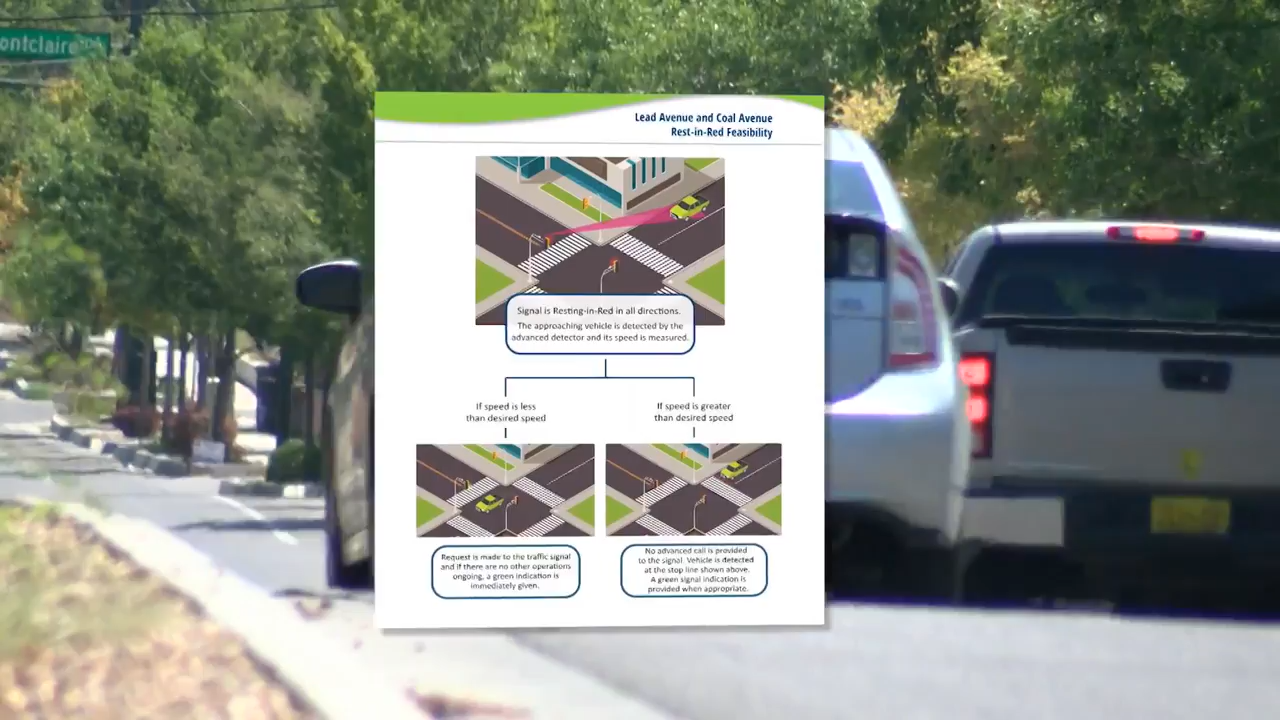 ontclaire
Lead Avenue and Coal Avenue
Rest-in-Red Feasibility
Signal is Resting-in-Red in all directions.
The approaching vehicle is detected by the
advanced detector and its speed is measured.
If speed is less
than desired speed
If speed is greater
than desired speed
Request is made to the traffic signal
and if there are no other operations
ongoing, a green indication is
immediately given.
No advanced call is provided
to the signal. Vehicle is detected
at the stop line shown above.
A green signal indication is
provided when appropriate.